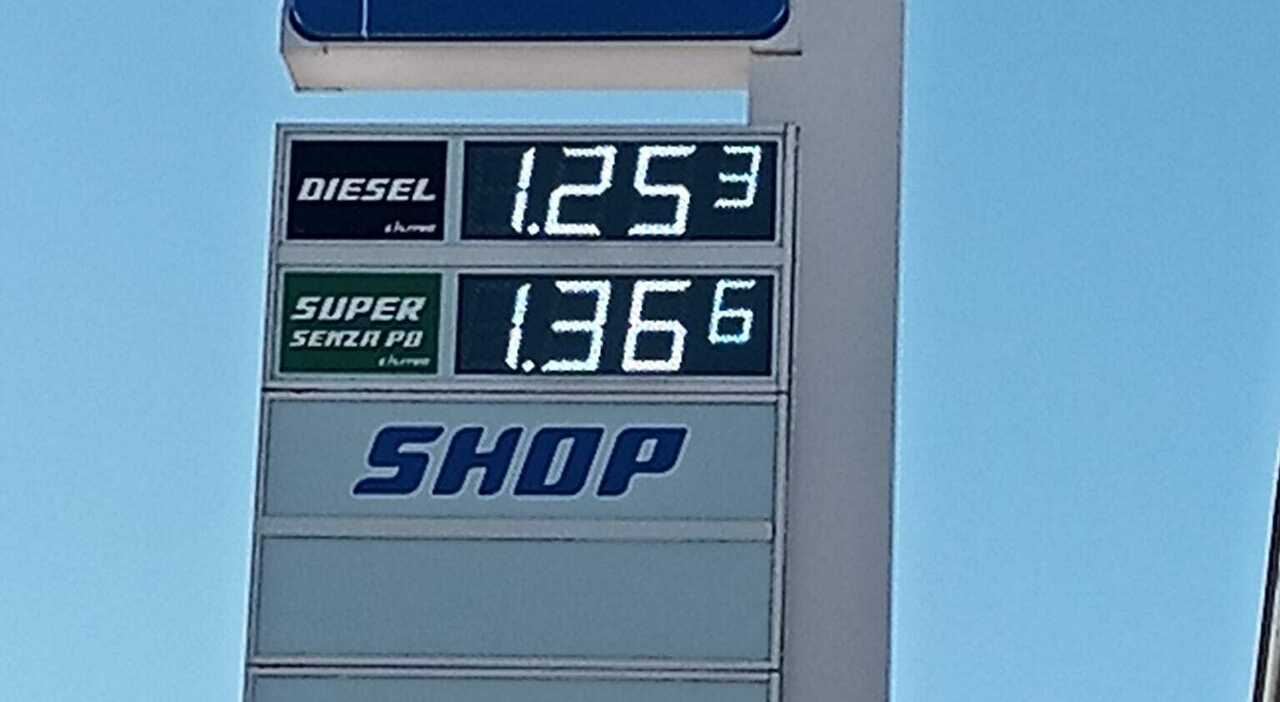 DIESEL
1.253
SUPER
SENZA PB
1.366
SHOP